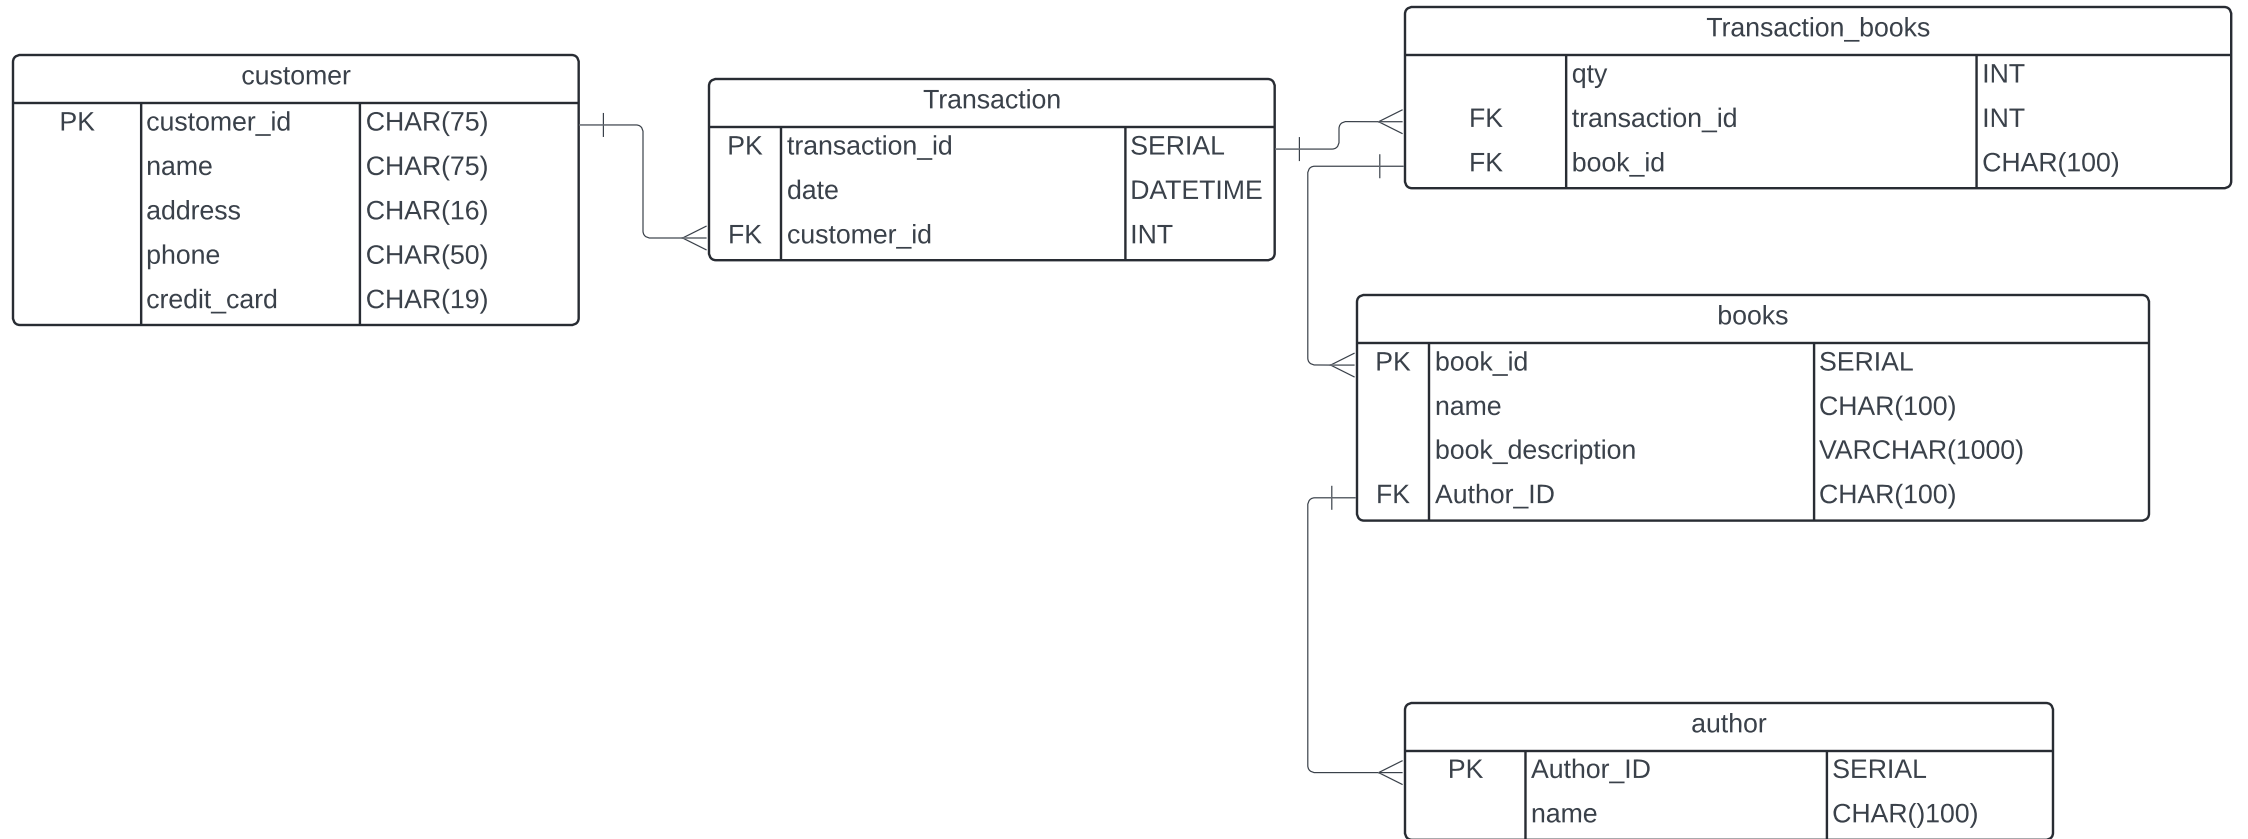 customer
PK customer_id CHAR(75)
name CHAR(75)
address CHAR(16)
phone CHAR(50)
credit_card CHAR(19)
Transaction
PK transaction_id SERIAL
date DATETIME
FK customer_id INT
Transaction_books
qty INT
FK transaction_id INT
FK book_id CHAR(100)
books
PK book_id SERIAL
name CHAR(100)
book_description VARCHAR(1000)
FK Author_ID CHAR(100)
author
PK Author_ID SERIAL
name CHAR()100)